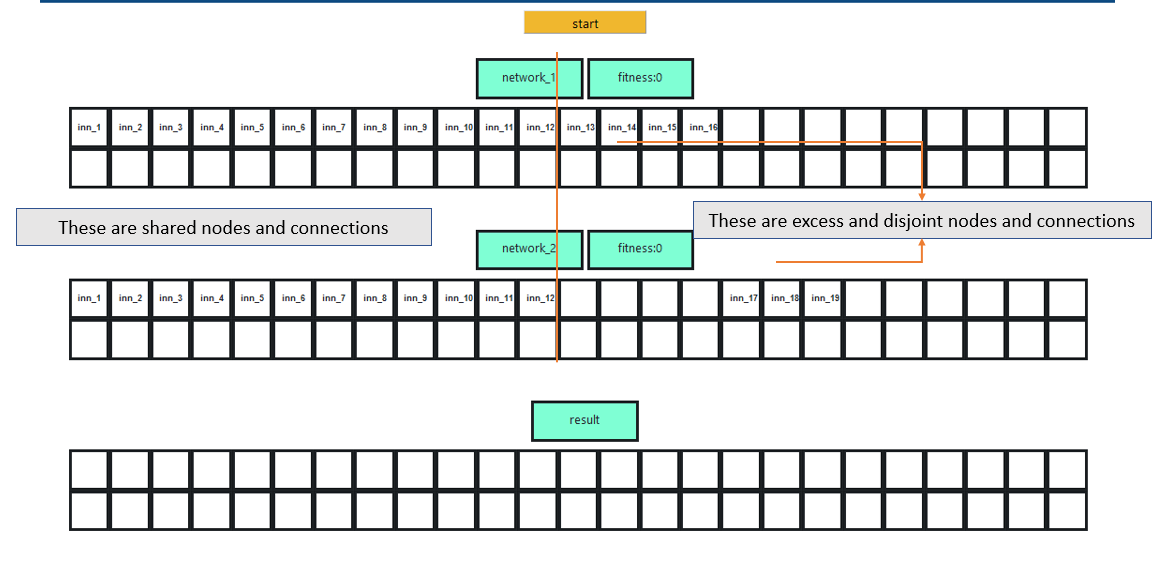 start
network_1 fitness:0
inn_1 inn_2 inn_3 inn_4 inn_5 inn_6 inn_7 inn_8 inn_9 inn_10 inn_11 inn_12 inn_13 inn_14 inn_15 inn_16
These are shared nodes and connections
These are excess and disjoint nodes and connections
network_2 fitness:0
inn_1 inn_2 inn_3 inn_4 inn_5 inn_6 inn_7 inn_8 inn_9 inn_10 inn_11 inn_12 inn_17 inn_18 inn_19
result